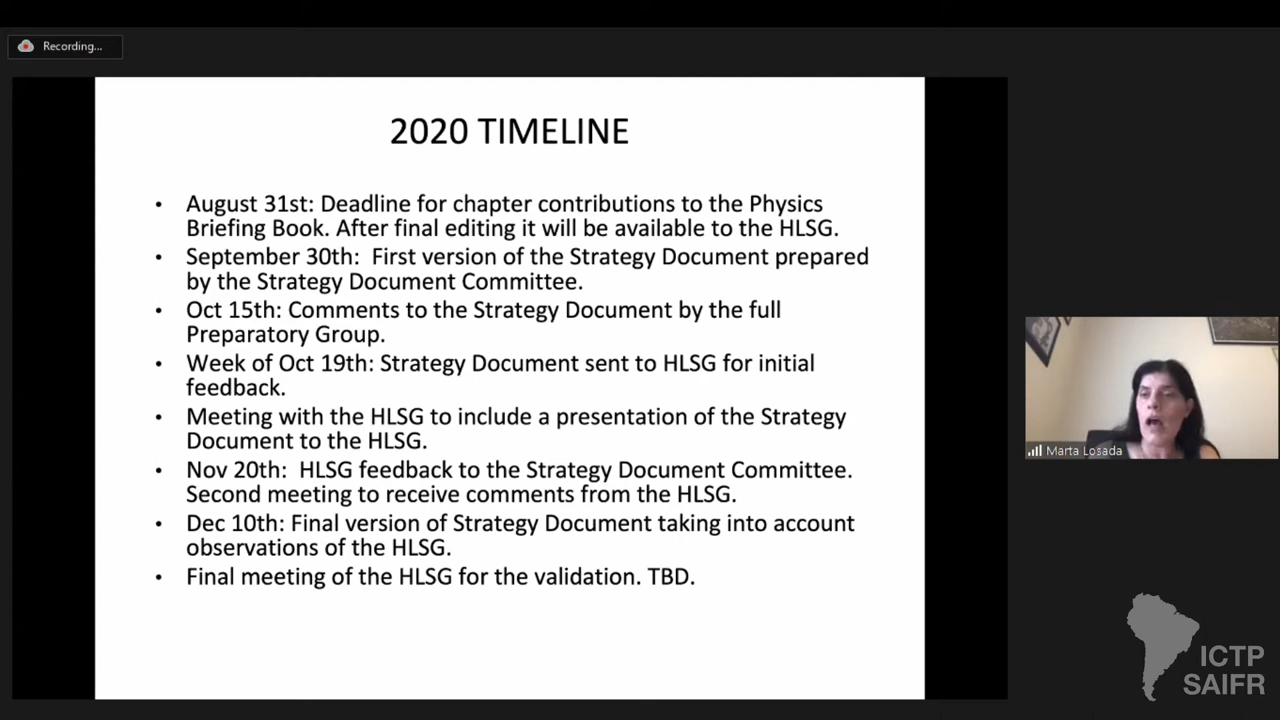 Recording...
2020 TIMELINE
• August 31st: Deadline for chapter contributions to the Physics
Briefing Book. After final editing it will be available to the HLSG.
• September 30th:  First version of the Strategy Document prepared
by the Strategy Document Committee.
• Oct 15th: Comments to the Strategy Document by the full
Preparatory Group.
• Week of Oct 19th: Strategy Document sent to HLSG for initial
feedback.
• Meeting with the HLSG to include a presentation of the Strategy
Document to the HLSG.
• Nov 20th:  HLSG feedback to the Strategy Document Committee.
Second meeting to receive comments from the HLSG.
• Dec 10th: Final version of Strategy Document taking into account
observations of the HLSG.
• Final meeting of the HLSG for the validation. TBD.
Marta Losada
ICTP
SAIFR